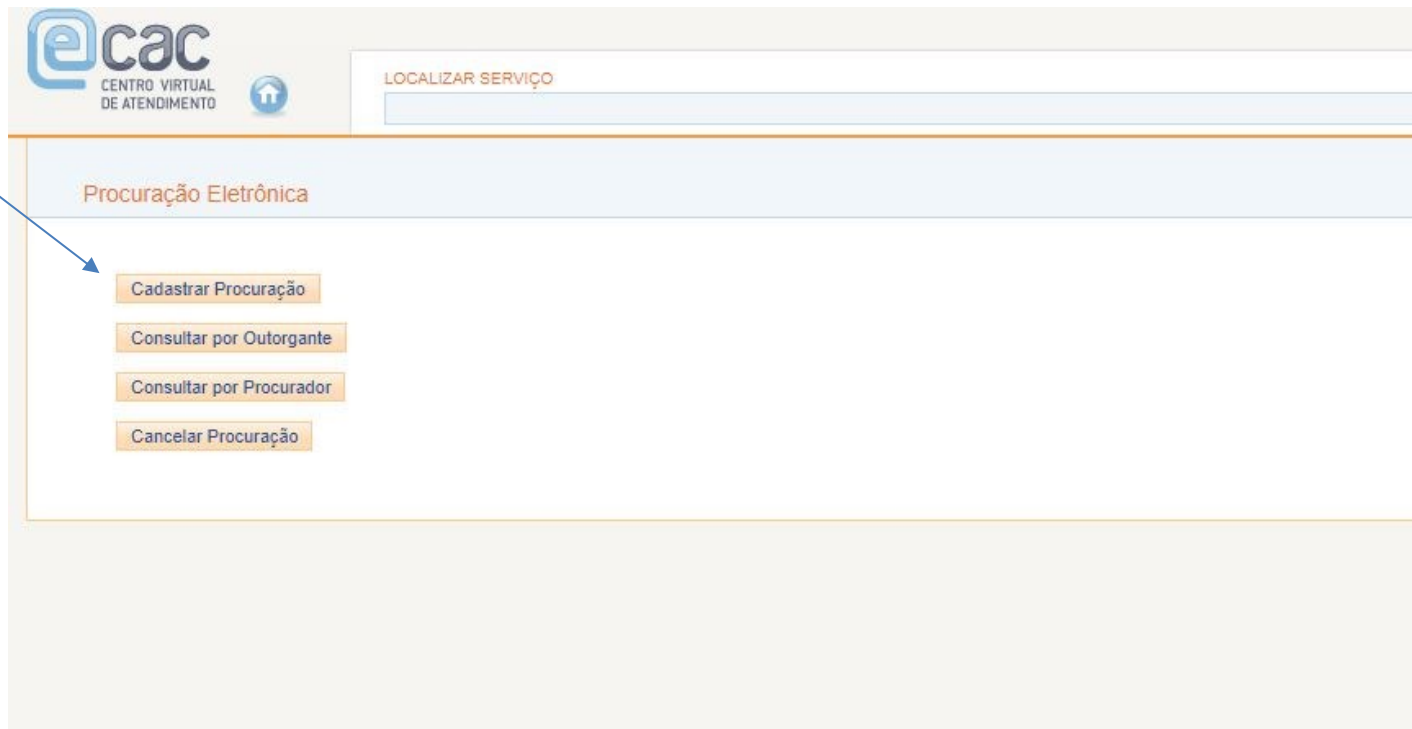 ecac
CENTRO VIRTUAL
DE ATENDIMENTO
LOCALIZAR SERVIÇO
Procuração Eletrônica
Cadastrar Procuração
Consultar por Outorgante
Consultar por Procurador
Cancelar Procuração